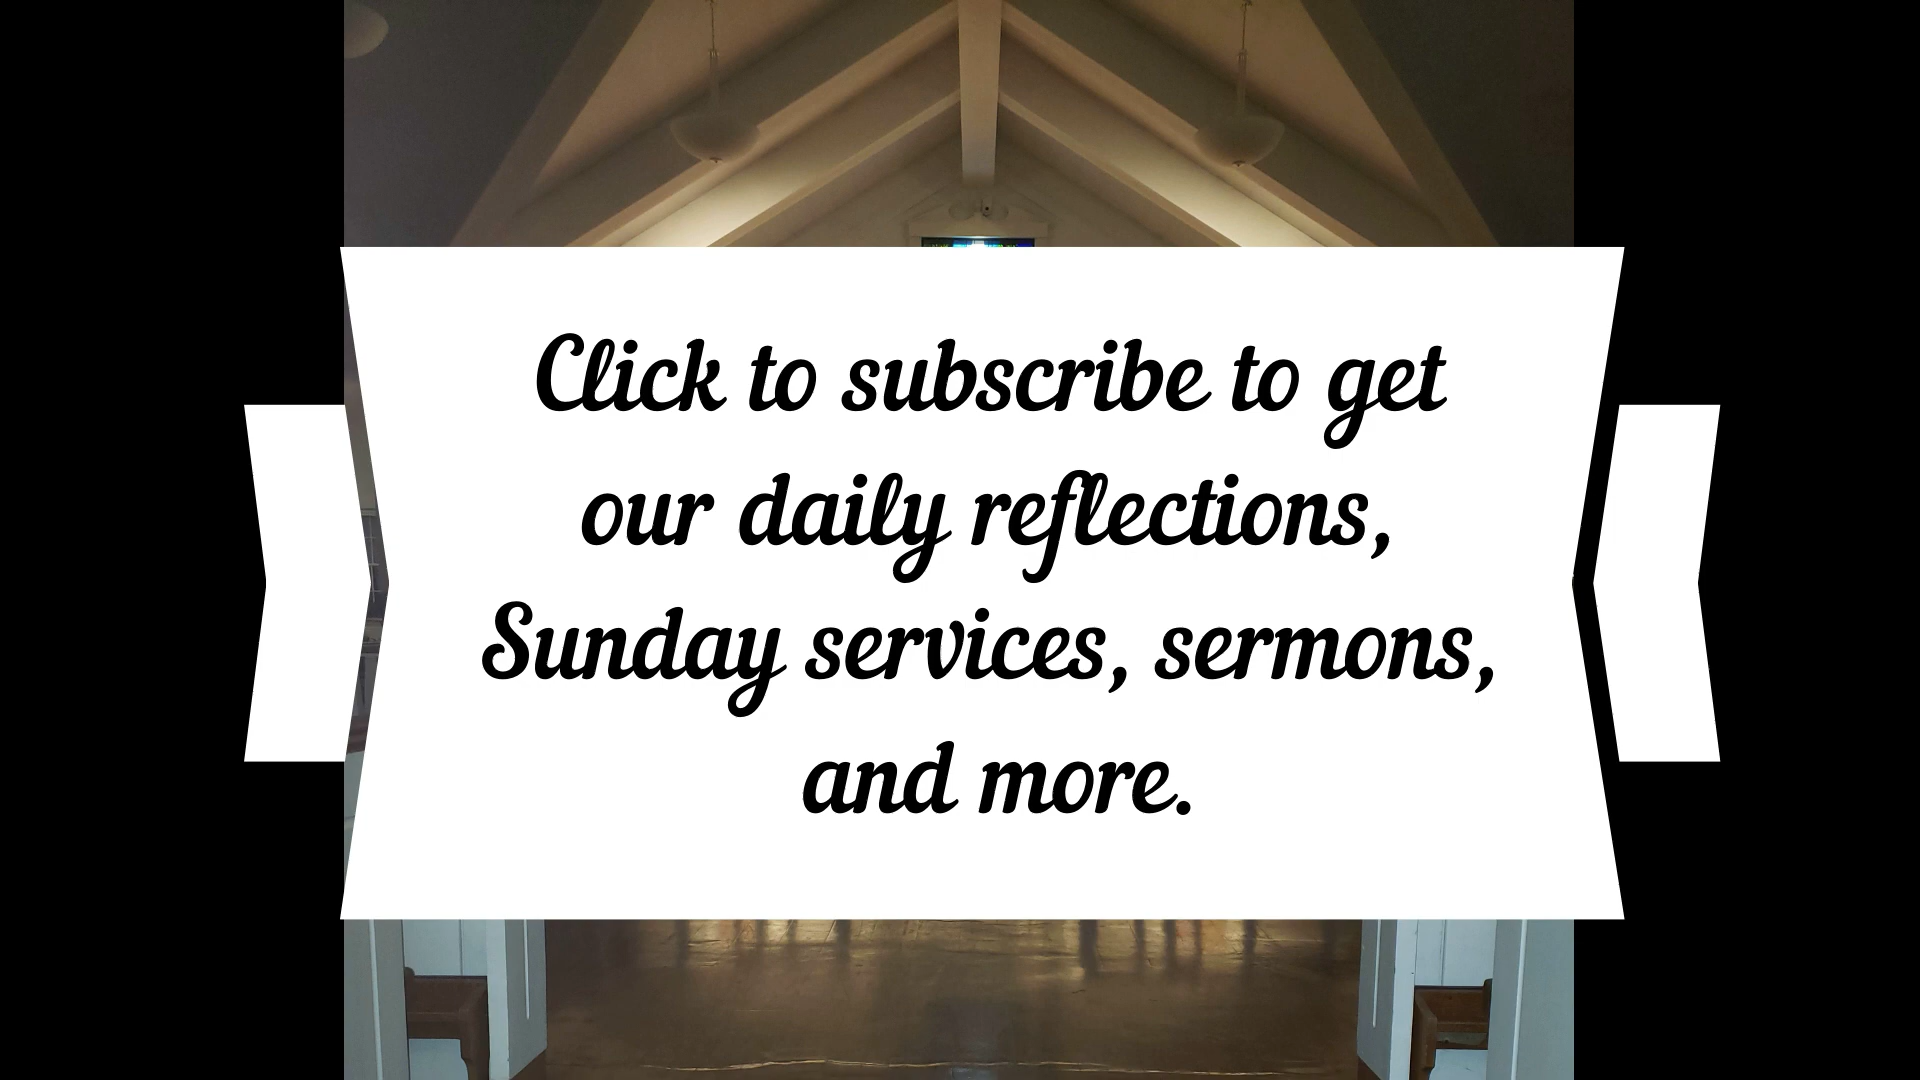 Click to subscribe to get
our daily reflections,
Sunday services, sermons,
and more.